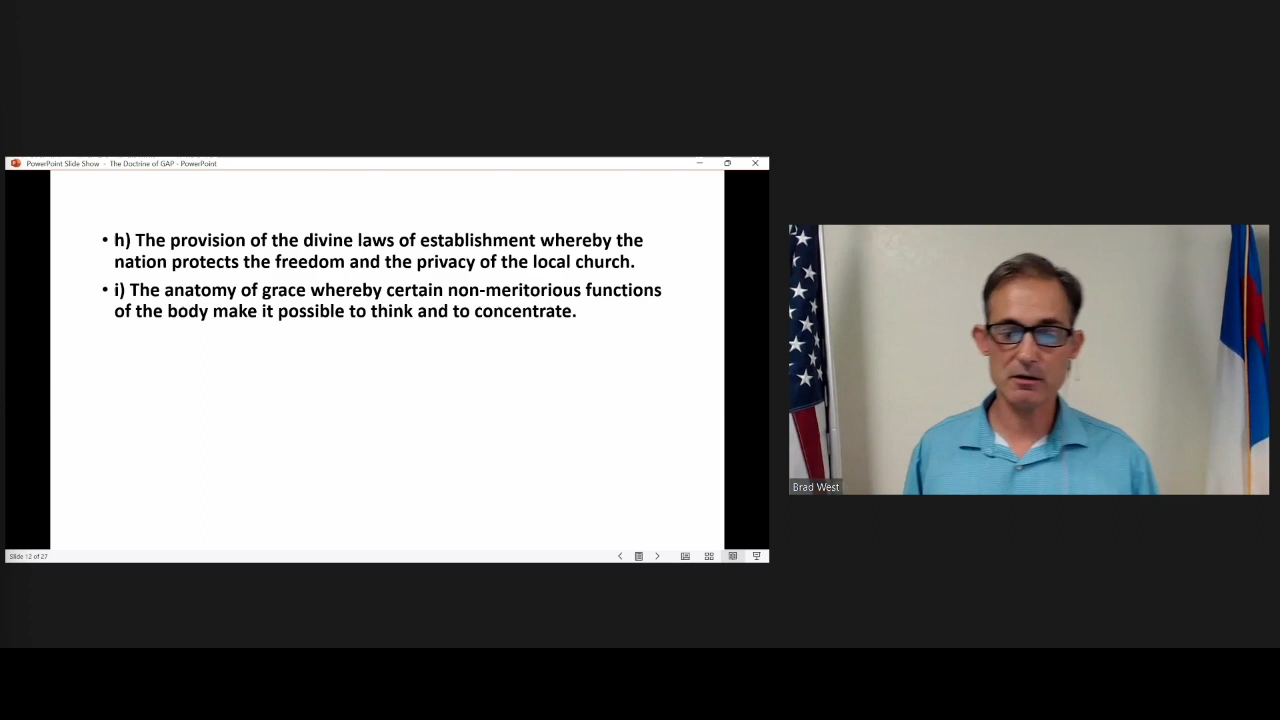 PowerPoint Slide Show - The Doctrine of GAP - PowerPoint
• h) The provision of the divine laws of establishment whereby the
nation protects the freedom and the privacy of the local church.
• i) The anatomy of grace whereby certain non-meritorious functions
of the body make it possible to think and to concentrate.
Brad West
Slide 12 of 27